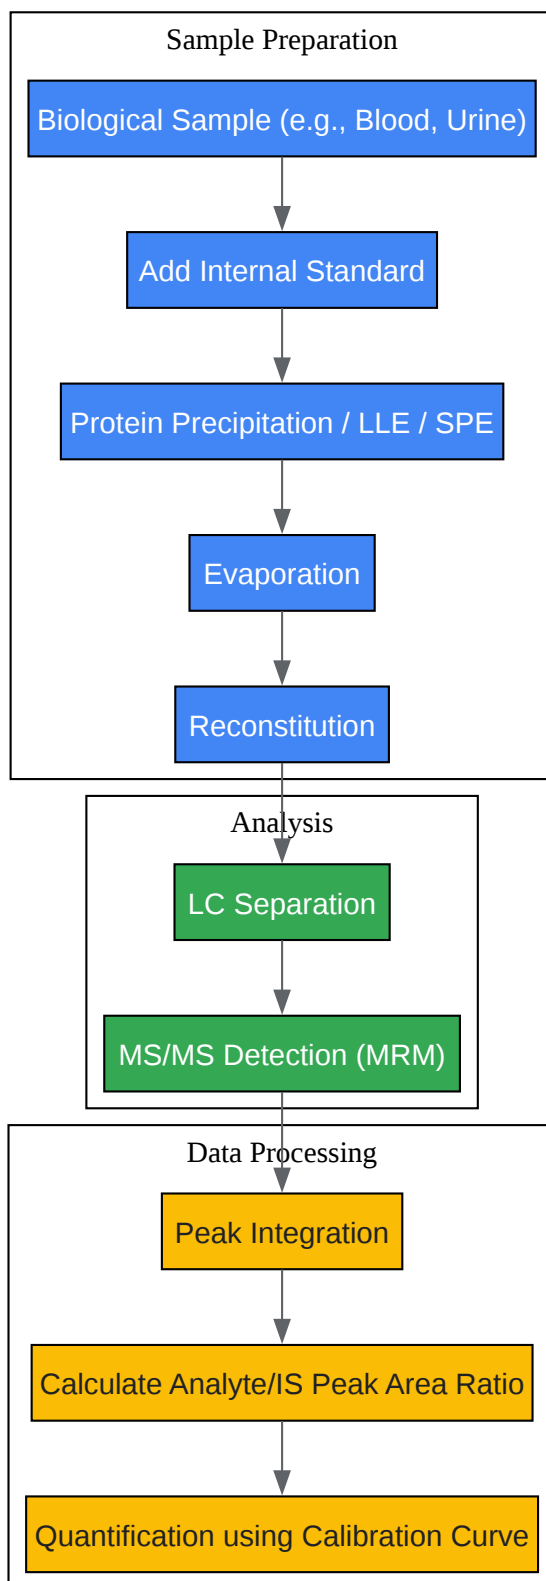 Sample Preparation
Biological Sample (e.g., Blood, Urine)
Add Internal Standard
Protein Precipitation / LLE / SPE
Evaporation
Reconstitution
Analysis
LC Separation
MS/MS Detection (MRM)
Data Processing
Peak Integration
Calculate Analyte/IS Peak Area Ratio
Quantification using Calibration Curve